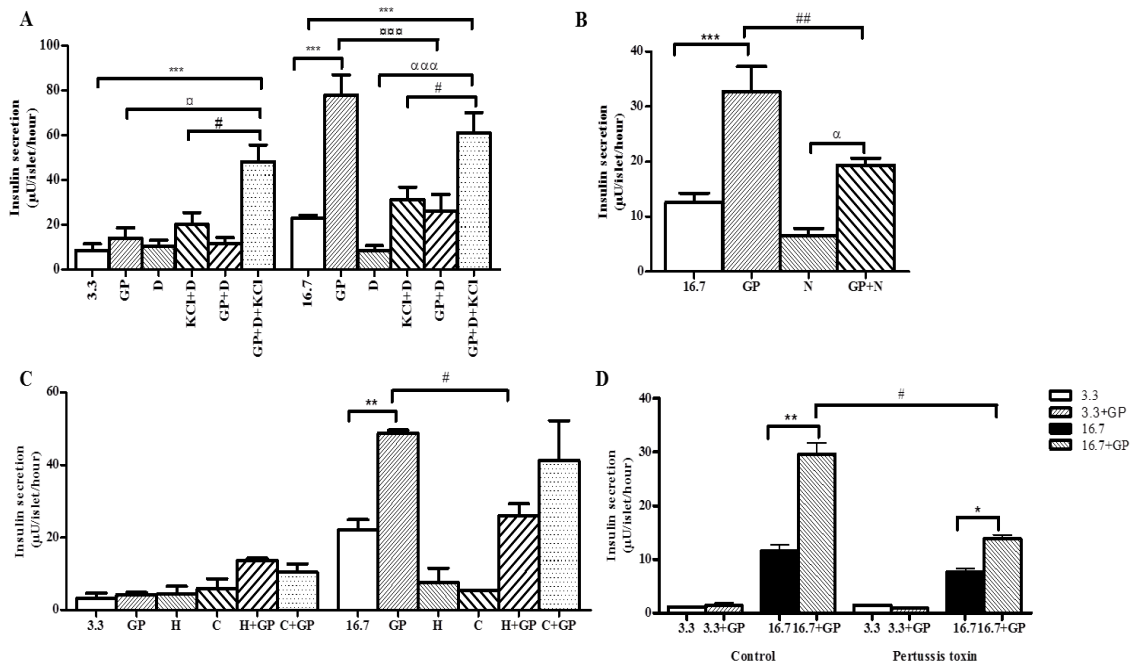 A
Insulin secretion
(µU/islet/hour)
100
80
60
40
20
0
***
¤
#
***
***
¤¤¤
ααα
#
3.3
GP
D
KCl+D
GP+D
GP+D+KCl
16.7
GP
D
KCl+D
GP+D
GP+D+KCl
B
Insulin secretion
(µU/islet/hour)
40
30
20
10
0
***
##
α
16.7
GP
N
GP+N
C
Insulin secretion
(µU/islet/hour)
60
40
20
0
**
#
3.3
GP
H
C
H+GP
C+GP
16.7
GP
H
C
H+GP
C+GP
D
Insulin secretion
(µU/islet/hour)
40
30
20
10
0
**
#
*
3.3 3.3+GP
16.7 16.7+GP
3.3 3.3+GP
16.7 16.7+GP
Control
Pertussis toxin
3.3
3.3+GP
16.7
16.7+GP